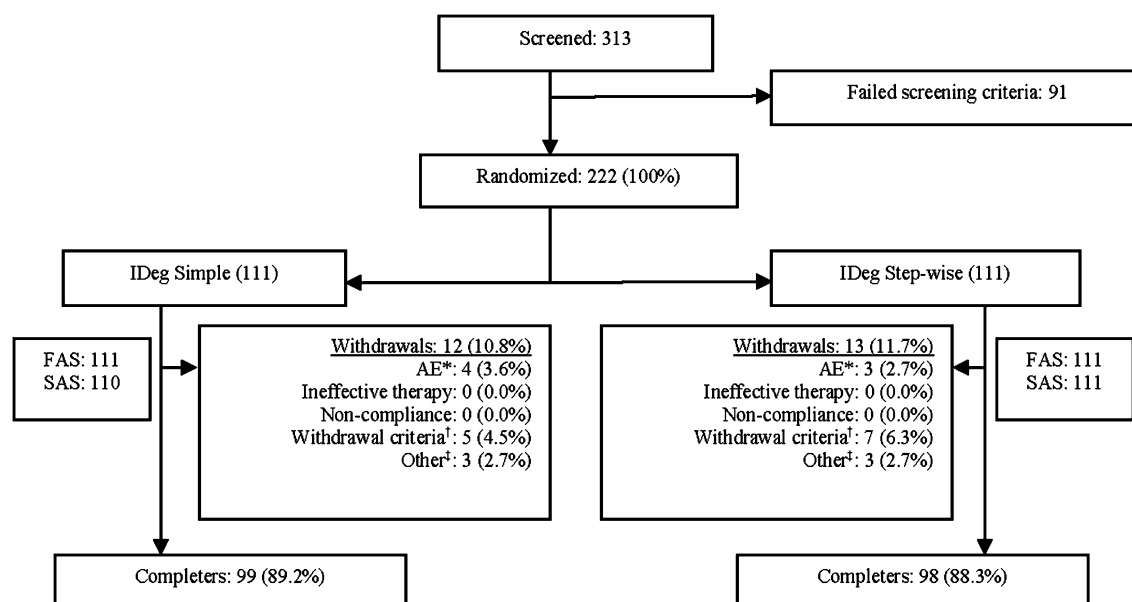 Screened: 313
Failed screening criteria: 91
Randomized: 222 (100%)
IDeg Simple (111)
IDeg Step-wise (111)
FAS: 111
SAS: 110
Withdrawals: 12 (10.8%)
AE*: 4 (3.6%)
Ineffective therapy: 0 (0.0%)
Non-compliance: 0 (0.0%)
Withdrawal criteria†: 5 (4.5%)
Other‡: 3 (2.7%)
Withdrawals: 13 (11.7%)
AE*: 3 (2.7%)
Ineffective therapy: 0 (0.0%)
Non-compliance: 0 (0.0%)
Withdrawal criteria†: 7 (6.3%)
Other‡: 3 (2.7%)
FAS: 111
SAS: 111
Completers: 99 (89.2%)
Completers: 98 (88.3%)